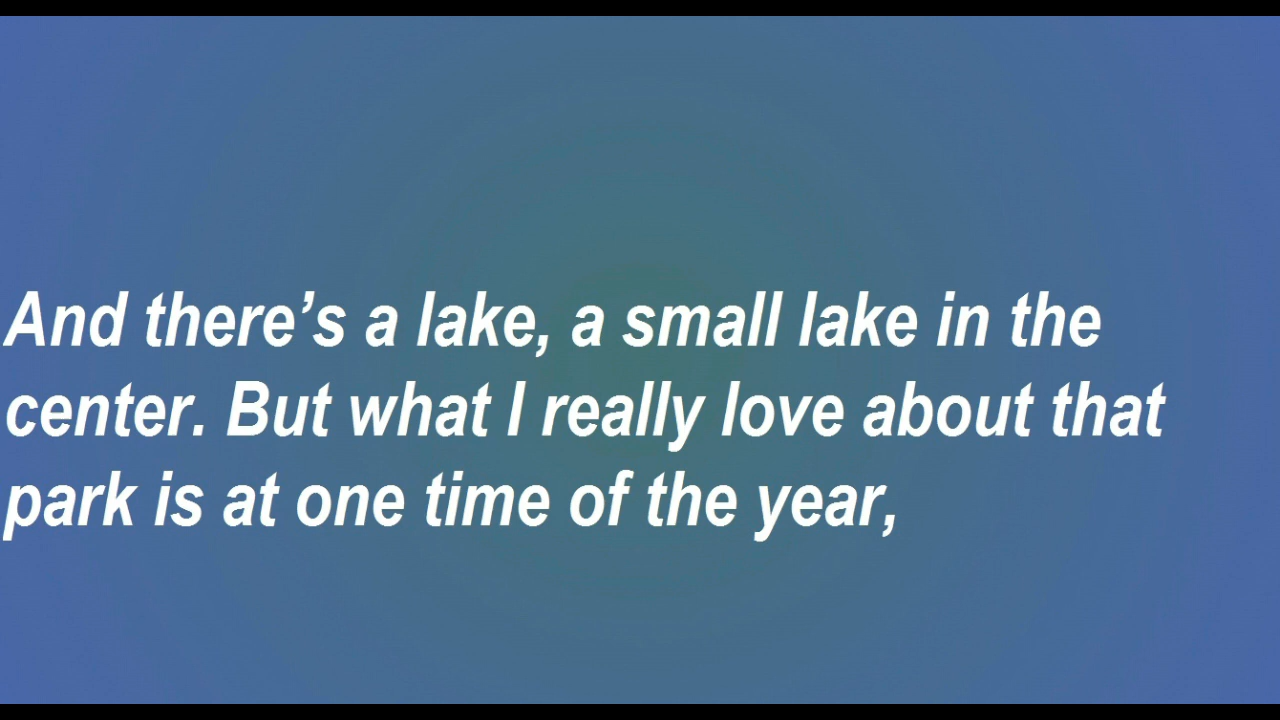 And there’s a lake, a small lake in the
center. But what I really love about that
park is at one time of the year,